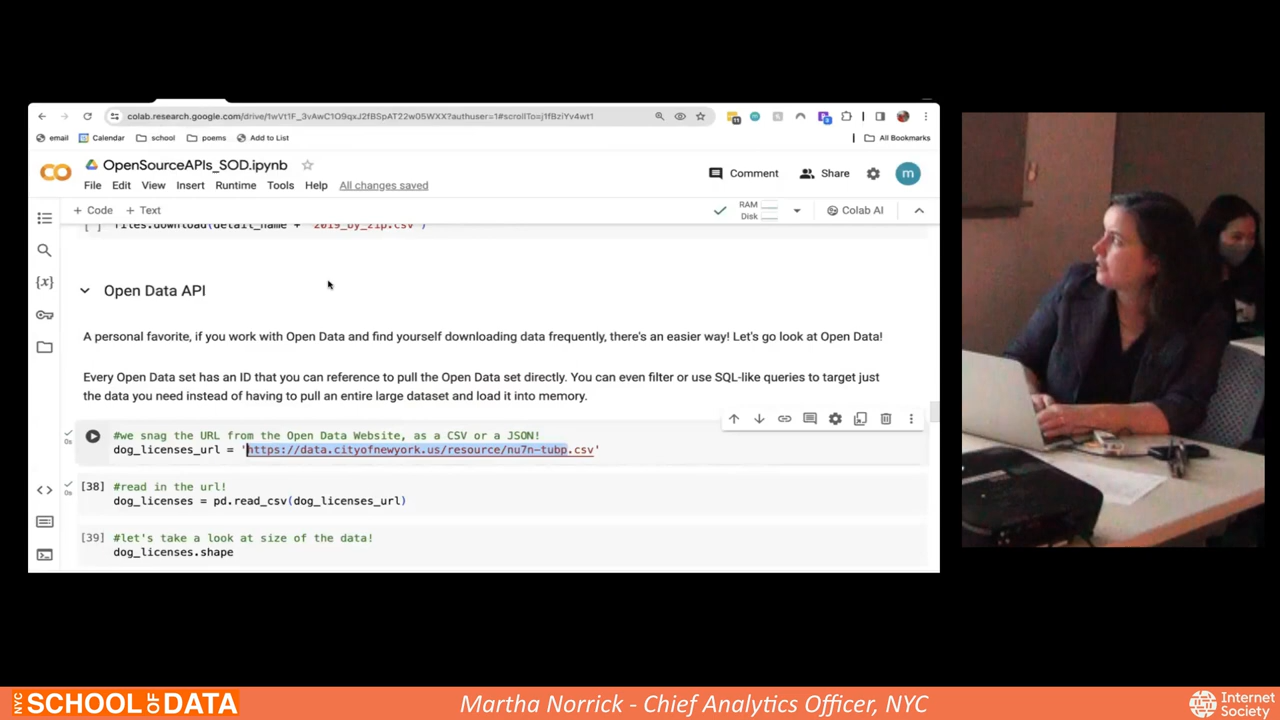 colab.research.google.com/drive/1wVt1F_3vAwC1O9qxJ2fBSpAT22w05WXX?authuser=1#scrollTo=j1fBziYv4wt1
email
Calendar
school
poems
Add to List
All Bookmarks
OpenSourceAPIs_SOD.ipynb
Comment
Share
m
File Edit View Insert Runtime Tools Help All changes saved
+ Code + Text
RAM
Disk
Colab AI
[ ] files.download(detail_name + "2019_by_zip.csv")
Open Data API
A personal favorite, if you work with Open Data and find yourself downloading data frequently, there's an easier way! Let's go look at Open Data!
Every Open Data set has an ID that you can reference to pull the Open Data set directly. You can even filter or use SQL-like queries to target just
the data you need instead of having to pull an entire large dataset and load it into memory.
0s
#we snag the URL from the Open Data Website, as a CSV or a JSON!
dog_licenses_url = 'https://data.cityofnewyork.us/resource/nu7n-tubp.csv'
0s
[38] #read in the url!
dog_licenses = pd.read_csv(dog_licenses_url)
[39] #let's take a look at size of the data!
dog_licenses.shape
NYC SCHOOL OF DATA
Martha Norrick - Chief Analytics Officer, NYC
Internet
Society